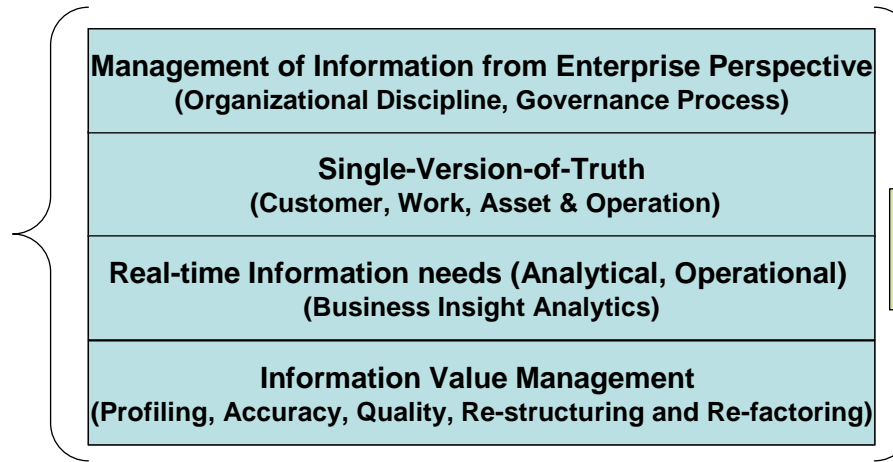 Management of Information from Enterprise Perspective
(Organizational Discipline, Governance Process)
Single-Version-of-Truth
(Customer, Work, Asset & Operation)
Real-time Information needs (Analytical, Operational)
(Business Insight Analytics)
Information Value Management
(Profiling, Accuracy, Quality, Re-structuring and Re-factoring)